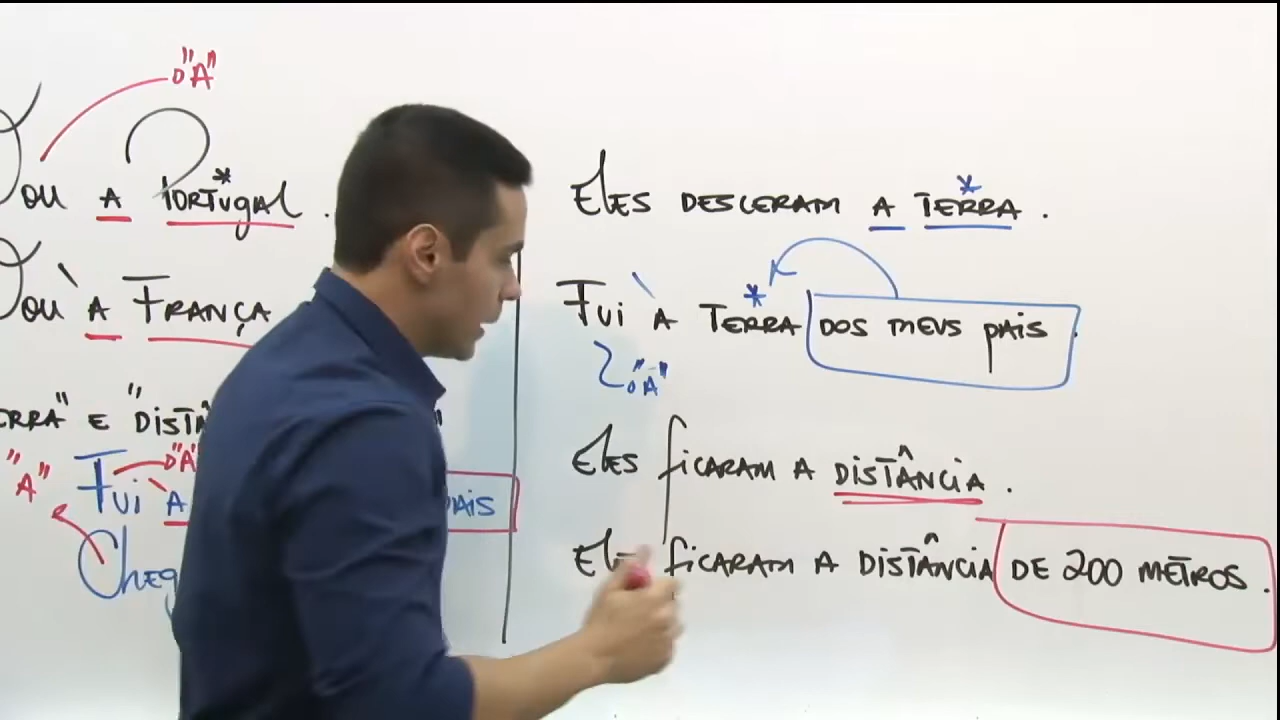 "A"
Vou a Portugal.
Vou à França
"TERRA" E "DISTÂ
"A" "A"
Fui à PAIS
Cheg
Eles desceram a terra.
Fui à terra dos meus pais.
"A"
Eles ficaram a distância.
Eles ficaram a distância de 200 metros.